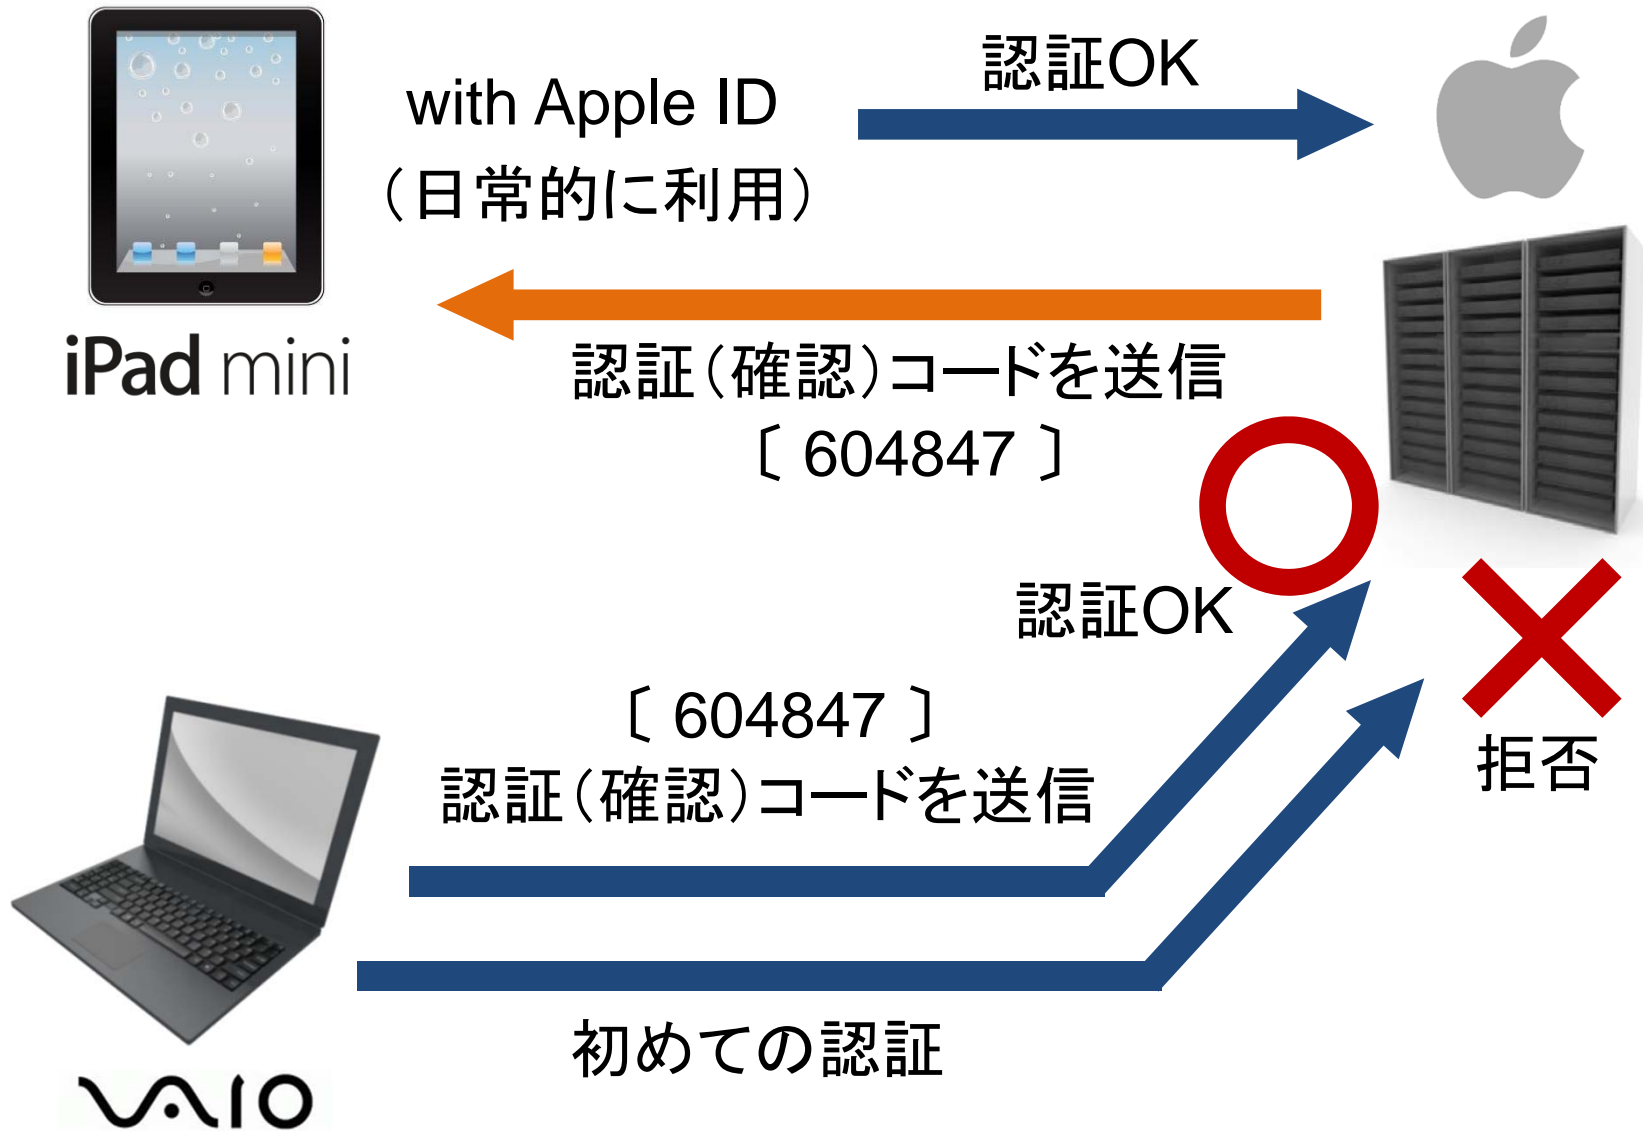 認証OK
with Apple ID
（日常的に利用）
iPad mini
認証（確認）コードを送信
〔 604847 〕
認証OK
〔 604847 〕
認証（確認）コードを送信
拒否
初めての認証
VAIO